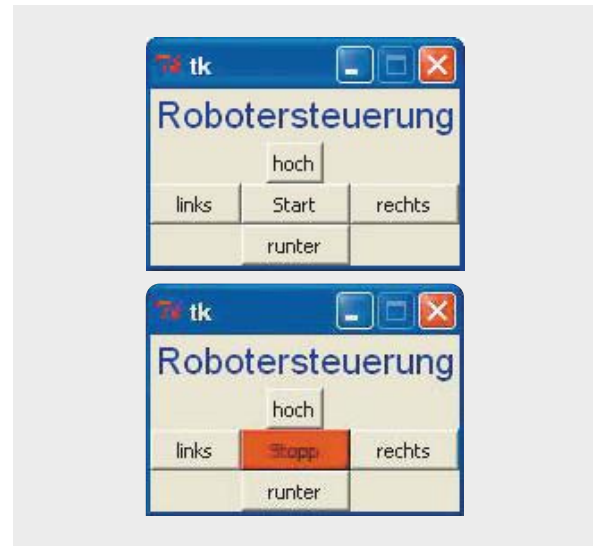 tk
Robotersteuerung
hoch
links Start rechts
runter
tk
Robotersteuerung
hoch
links Stopp rechts
runter